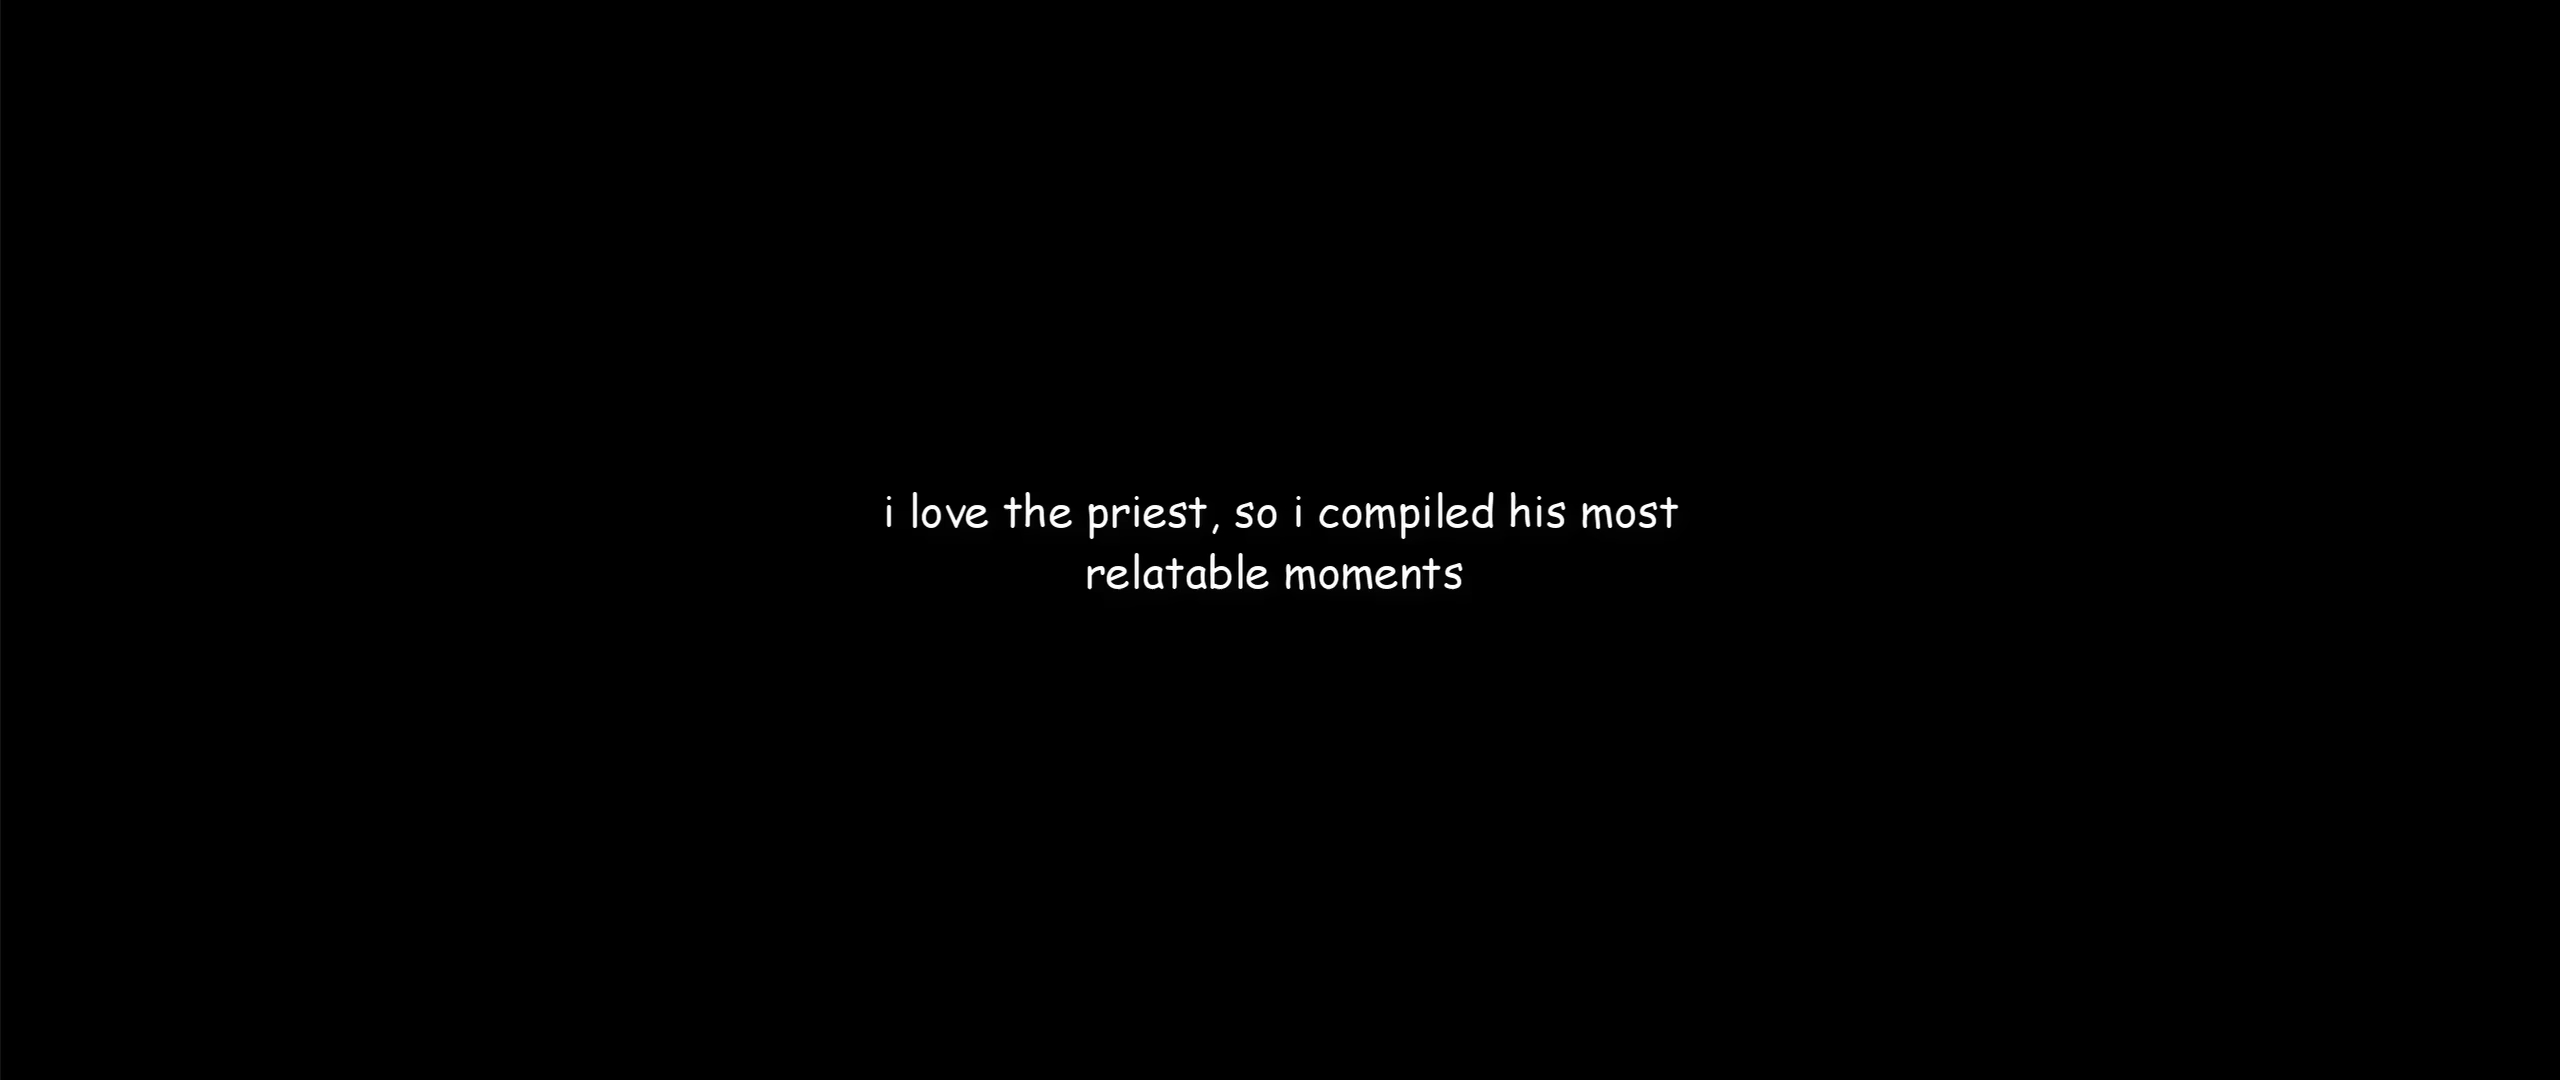 i love the priest, so i compiled his most
relatable moments